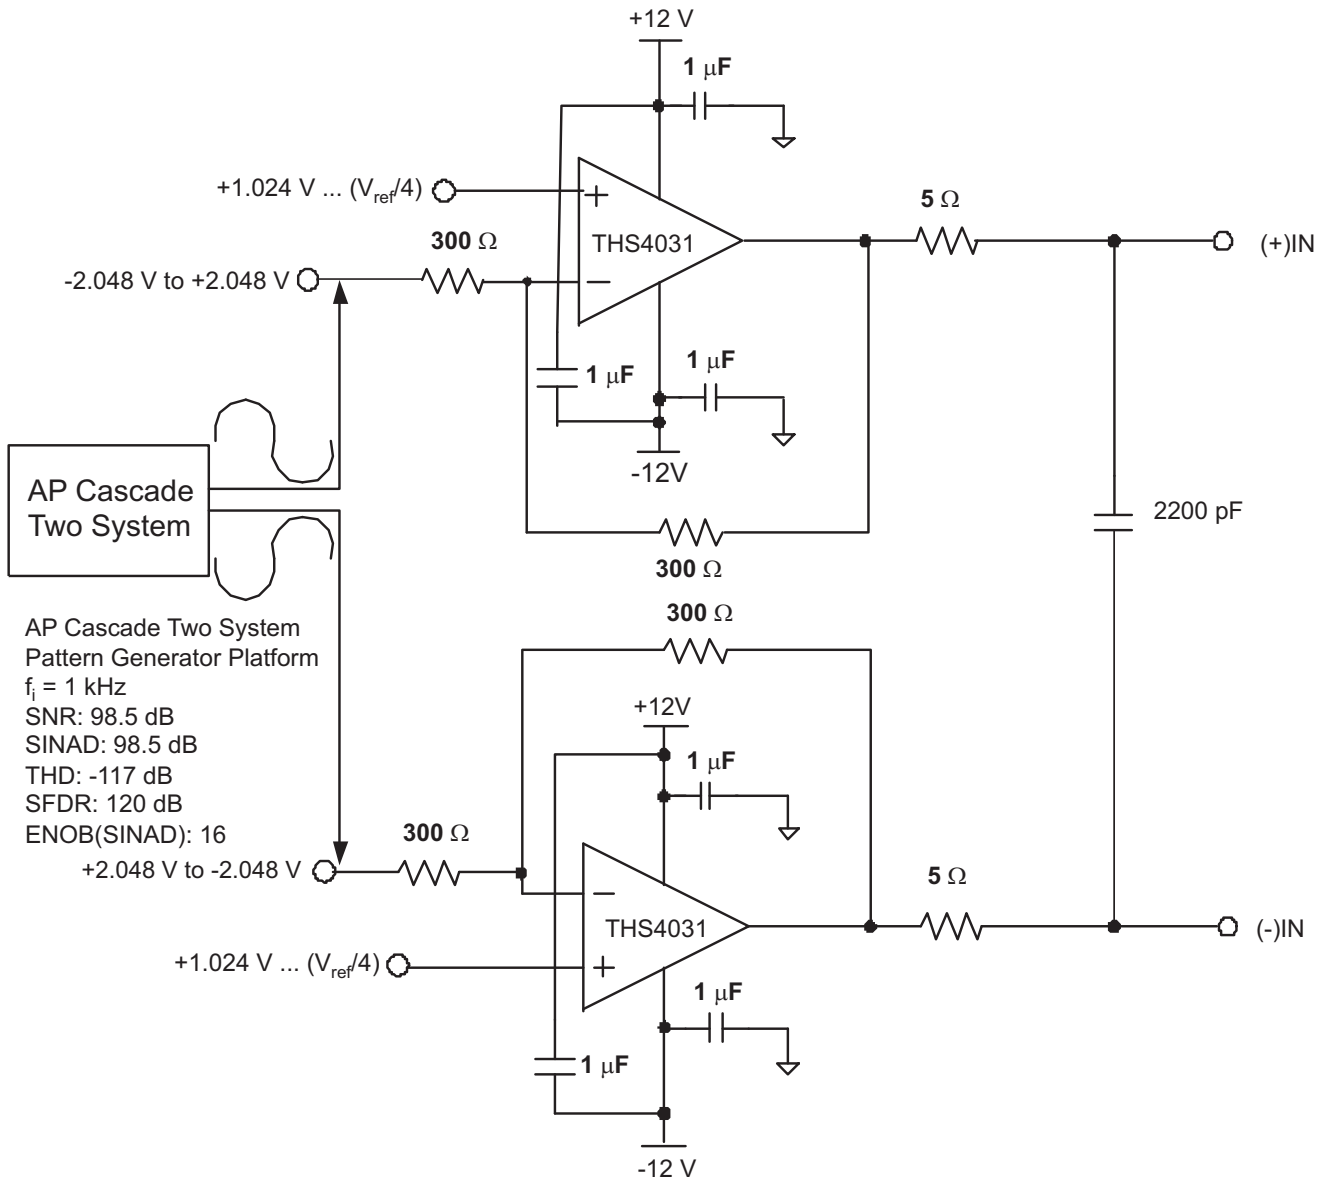 +12 V
1 μF
+1.024 V ... (Vref/4)
+
5 Ω
300 Ω
THS4031
(+)IN
-2.048 V to +2.048 V
−
1 μF
1 μF
-12V
AP Cascade
Two System
2200 pF
300 Ω
300 Ω
AP Cascade Two System
Pattern Generator Platform
fi = 1 kHz
SNR: 98.5 dB
SINAD: 98.5 dB
THD: -117 dB
SFDR: 120 dB
ENOB(SINAD): 16
+12V
1 μF
300 Ω
+2.048 V to -2.048 V
−
5 Ω
THS4031
(-)IN
+1.024 V ... (Vref/4)
+
1 μF
1 μF
-12 V